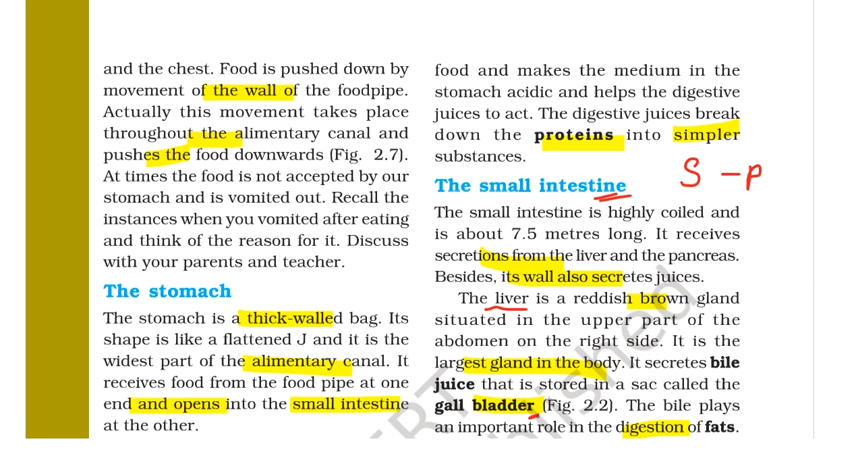 and the chest. Food is pushed down by
movement of the wall of the foodpipe.
Actually this movement takes place
throughout the alimentary canal and
pushes the food downwards (Fig. 2.7).
At times the food is not accepted by our
stomach and is vomited out. Recall the
instances when you vomited after eating
and think of the reason for it. Discuss
with your parents and teacher.
The stomach
The stomach is a thick-walled bag. Its
shape is like a flattened J and it is the
widest part of the alimentary canal. It
receives food from the food pipe at one
end and opens into the small intestine
at the other.
food and makes the medium in the
stomach acidic and helps the digestive
juices to act. The digestive juices break
down the proteins into simpler
substances.
S – p
The small intestine
The small intestine is highly coiled and
is about 7.5 metres long. It receives
secretions from the liver and the pancreas.
Besides, its wall also secretes juices.
The liver is a reddish brown gland
situated in the upper part of the
abdomen on the right side. It is the
largest gland in the body. It secretes bile
juice that is stored in a sac called the
gall bladder (Fig. 2.2). The bile plays
an important role in the digestion of fats.